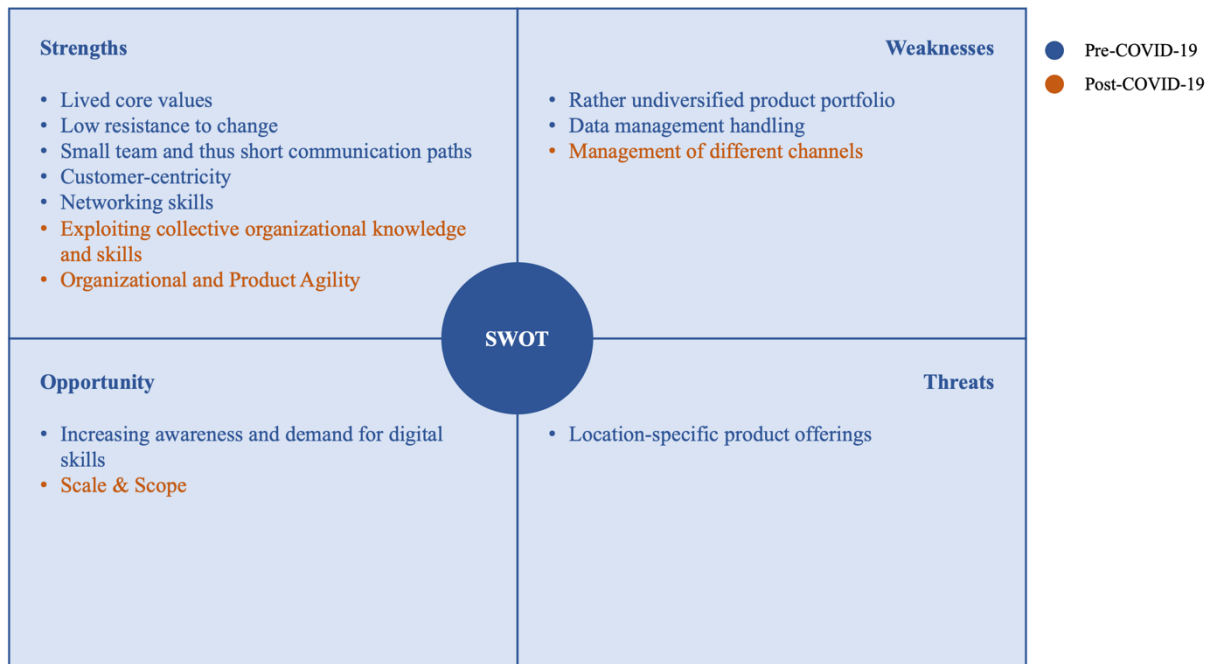 Strengths
• Lived core values
• Low resistance to change
• Small team and thus short communication paths
• Customer-centricity
• Networking skills
• Exploiting collective organizational knowledge
and skills
• Organizational and Product Agility
Weaknesses
• Rather undiversified product portfolio
• Data management handling
• Management of different channels
Pre-COVID-19
Post-COVID-19
SWOT
Opportunity
• Increasing awareness and demand for digital
skills
• Scale & Scope
Threats
• Location-specific product offerings